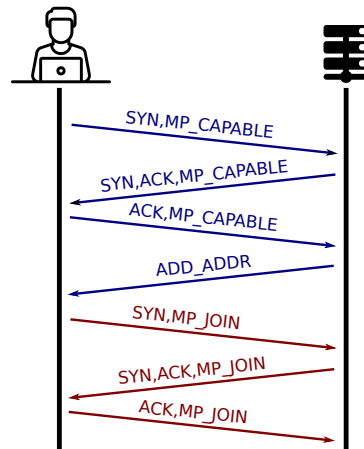 SYN,MP_CAPABLE
SYN,ACK,MP_CAPABLE
ACK,MP_CAPABLE
ADD_ADDR
SYN,MP_JOIN
SYN,ACK,MP_JOIN
ACK,MP_JOIN